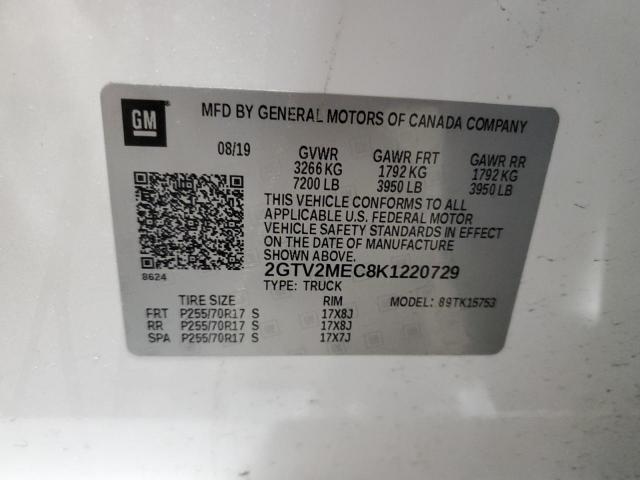 GM
MFD BY GENERAL MOTORS OF CANADA COMPANY
08/19 GVWR GAWR FRT GAWR RR
3266 KG 1792 KG 1792 KG
7200 LB 3950 LB 3950 LB
THIS VEHICLE CONFORMS TO ALL
APPLICABLE U.S. FEDERAL MOTOR
VEHICLE SAFETY STANDARDS IN EFFECT
ON THE DATE OF MANUFACTURE
SHOWN ABOVE.
8624 2GTV2MEC8K1220729
TYPE: TRUCK
TIRE SIZE RIM MODEL: 89TK15753
FRT P255/70R17 S 17X8J
RR P255/70R17 S 17X8J
SPA P255/70R17 S 17X7J